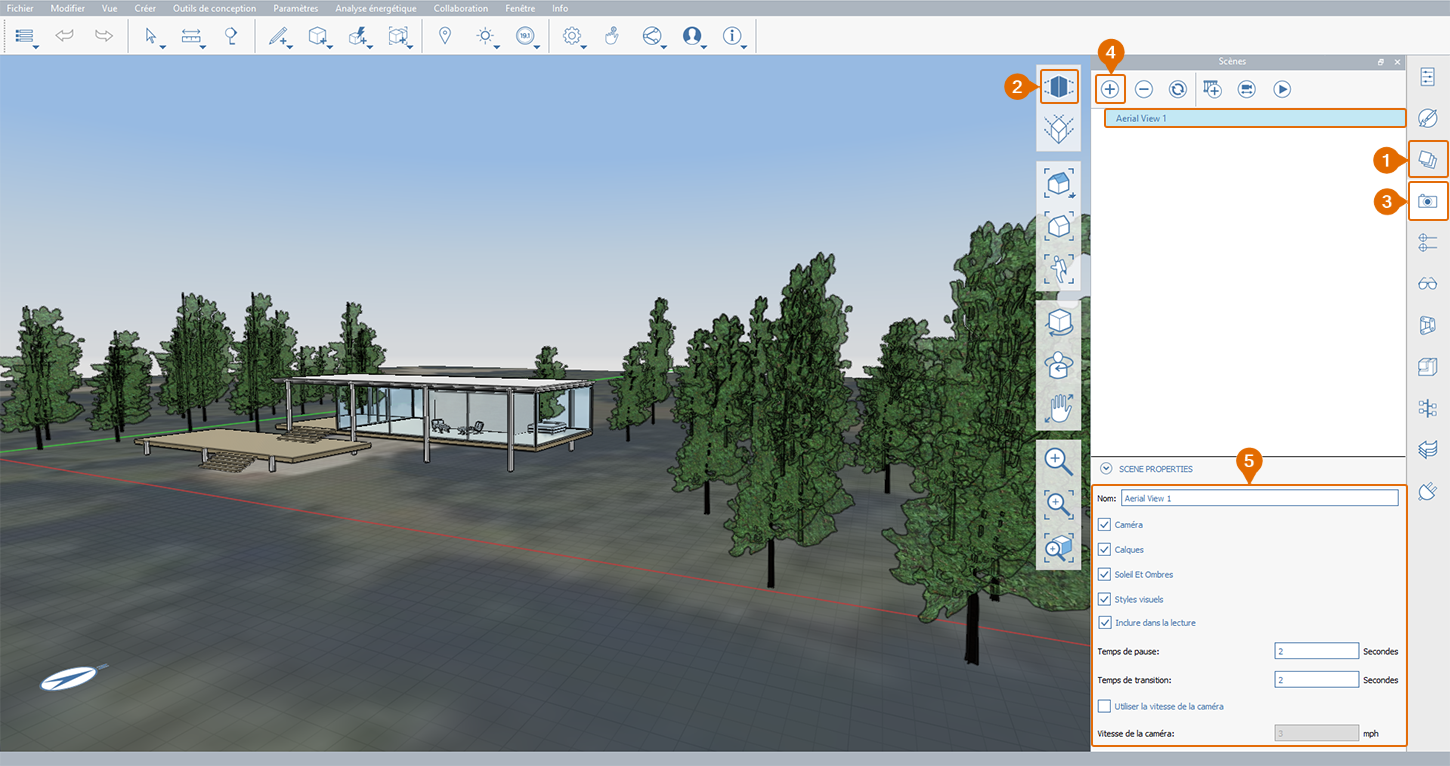 Fichier Modifier Vue Créer Outils de conception Paramètres Analyse énergétique Collaboration Fenêtre Info
19.1
4
Scènes
2
Aerial View 1
1
3
5
SCENE PROPERTIES
Nom: Aerial View 1
Caméra
Calques
Soleil Et Ombres
Styles visuels
Inclure dans la lecture
Temps de pause: 2 Secondes
Temps de transition: 2 Secondes
Utiliser la vitesse de la caméra
Vitesse de la caméra: 3 mph